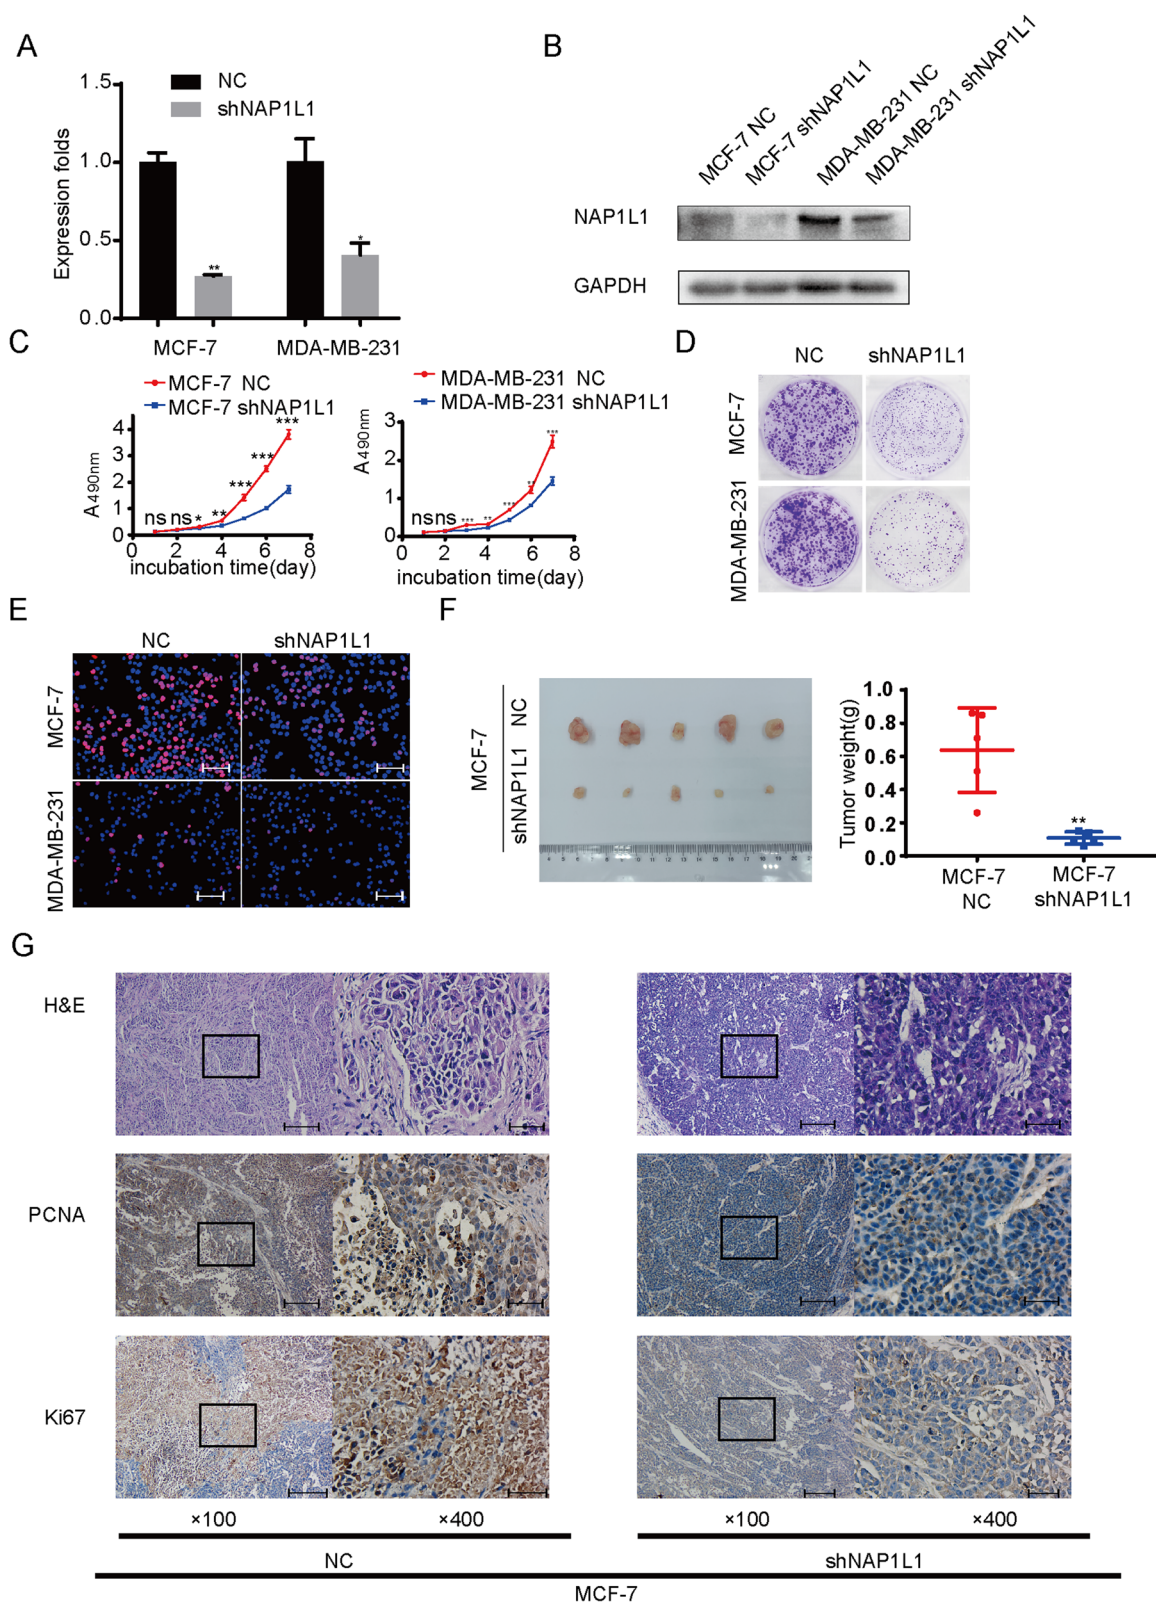 A
NC
shNAP1L1
1.5
1.0
0.5
0.0
Expression folds
**
*
MCF-7
MDA-MB-231
B
MCF-7 NC
MCF-7 shNAP1L1
MDA-MB-231 NC
MDA-MB-231 shNAP1L1
NAP1L1
GAPDH
C
MCF-7 NC
MCF-7 shNAP1L1
A490nm
4
3
2
1
0
ns ns * ** *** *** ***
0 2 4 6 8
incubation time(day)
MDA-MB-231 NC
MDA-MB-231 shNAP1L1
A490nm
3
2
1
0
nsns *** ** *** ** ***
0 2 4 6 8
incubation time(day)
D
NC shNAP1L1
MCF-7
MDA-MB-231
E
NC shNAP1L1
MCF-7
MDA-MB-231
F
MCF-7
NC
shNAP1L1
Tumor weight(g)
1.0
0.8
0.6
0.4
0.2
0.0
**
MCF-7
NC
MCF-7
shNAP1L1
G
H&E
PCNA
Ki67
×100 ×400 ×100 ×400
NC shNAP1L1
MCF-7